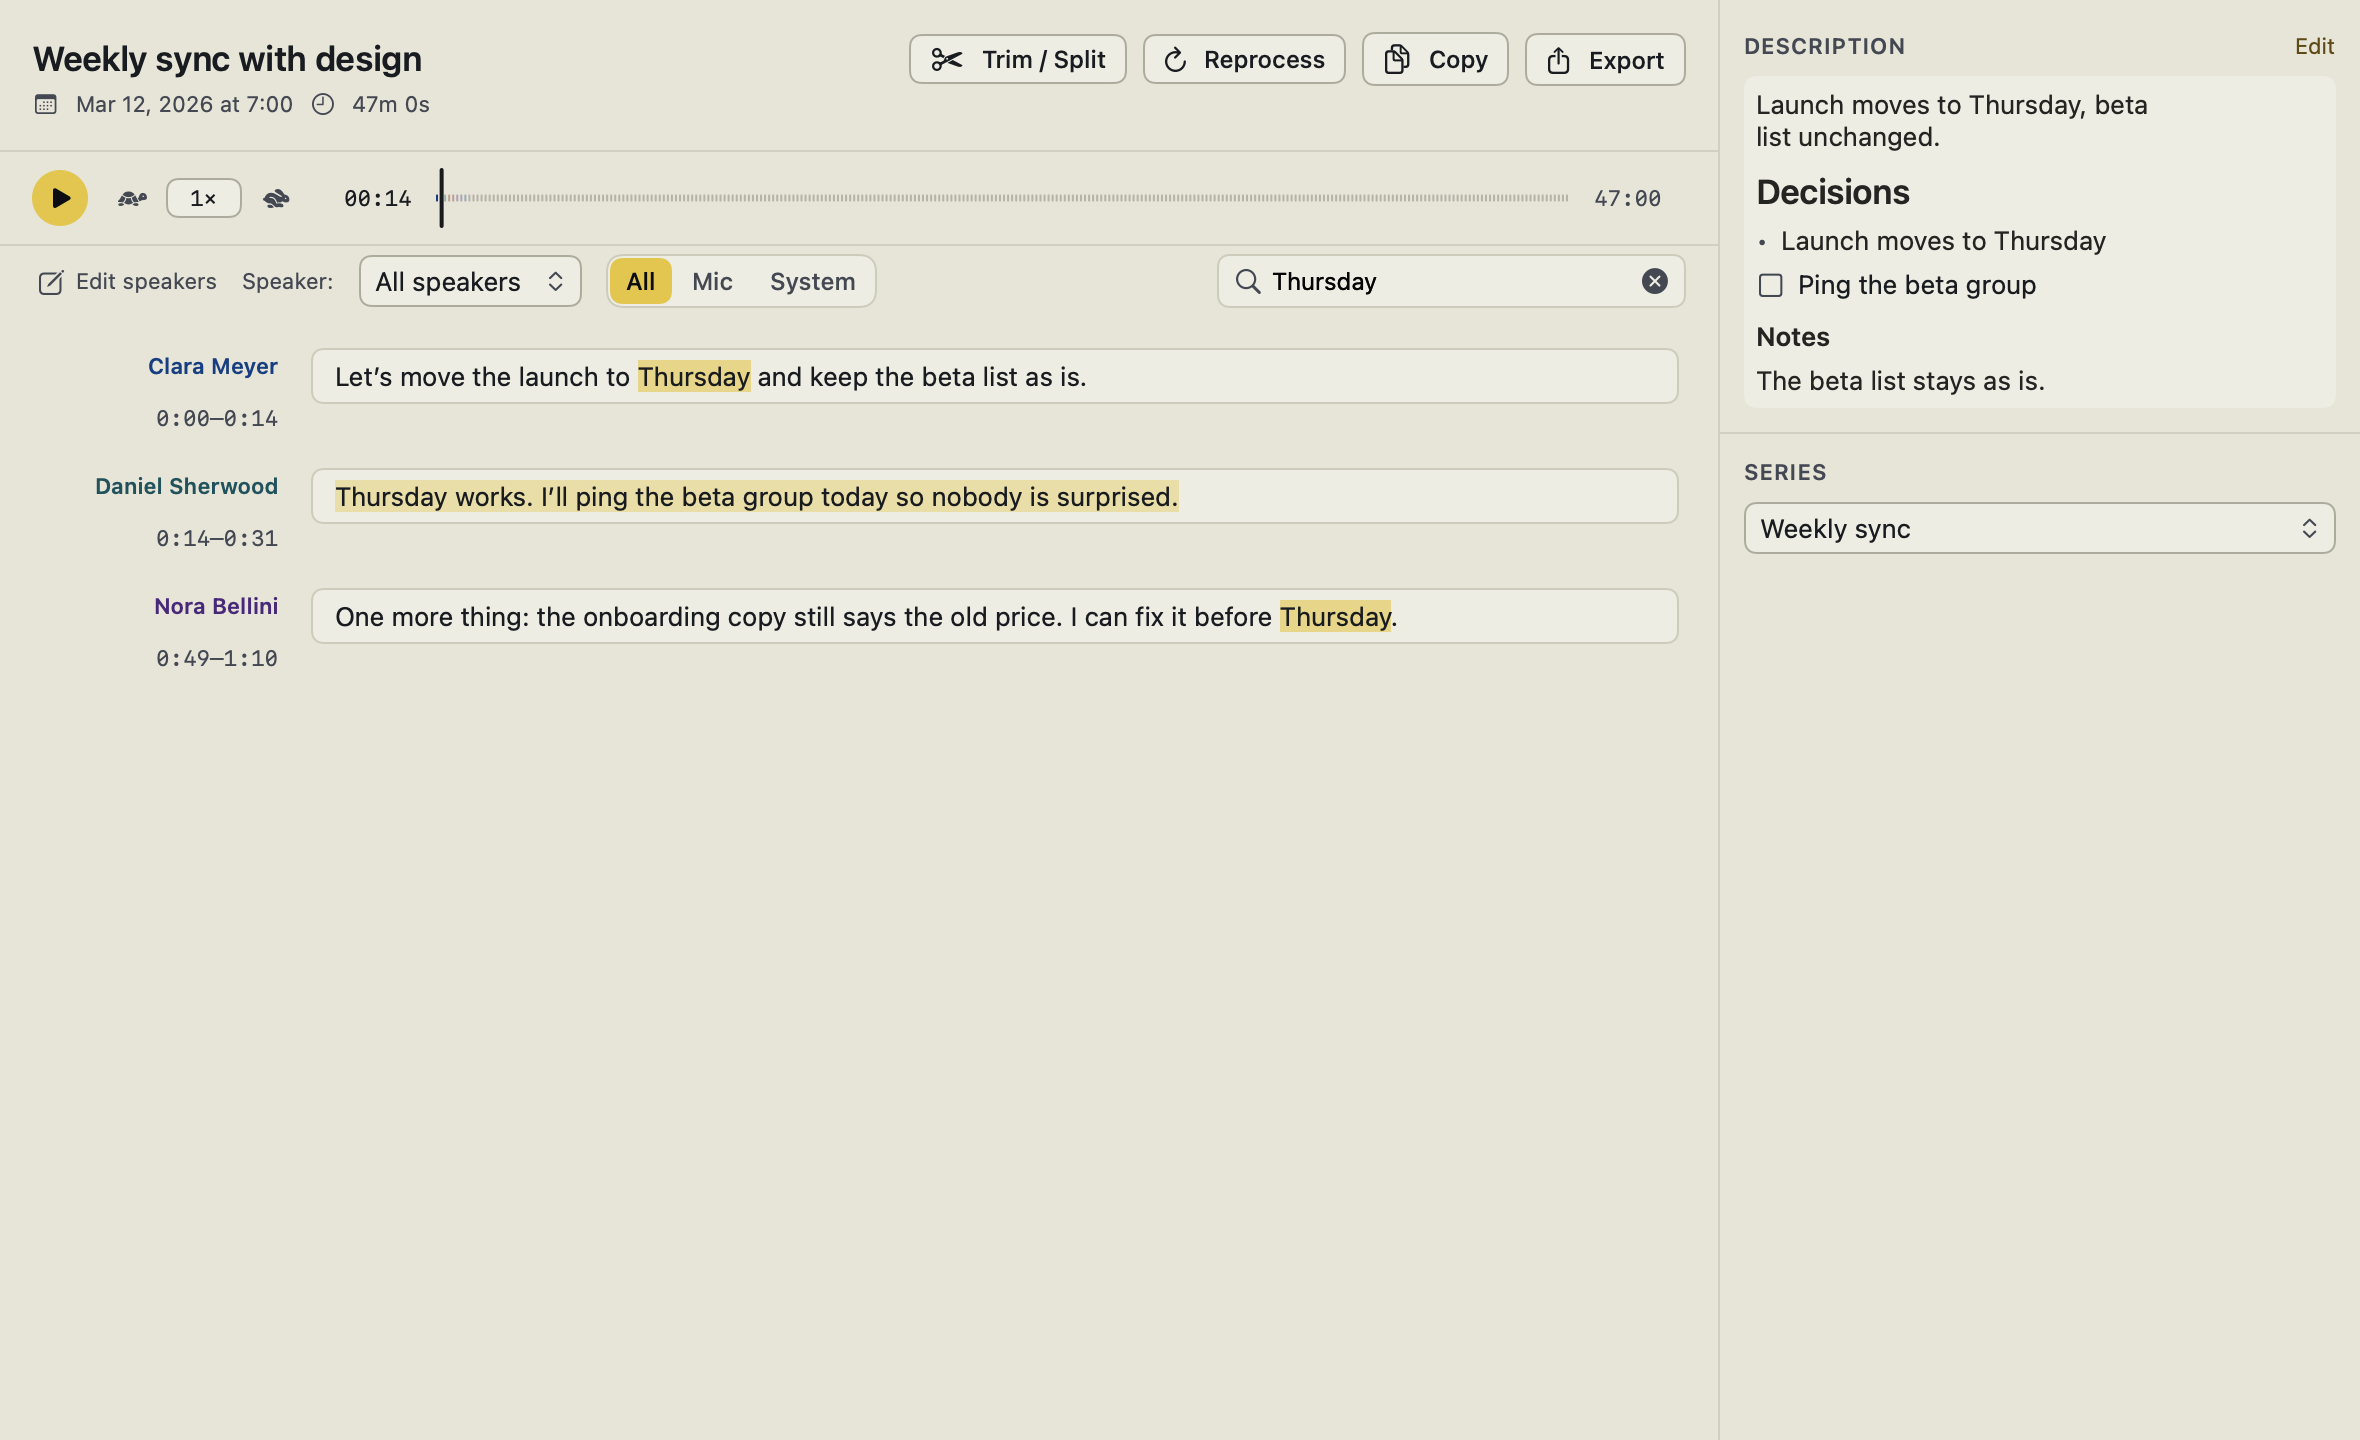 Weekly sync with design
Mar 12, 2026 at 7:00 47m 0s
Trim / Split
Reprocess
Copy
Export
1×
00:14
47:00
Edit speakers
Speaker:
All speakers
All
Mic
System
Thursday
Clara Meyer
0:00–0:14
Let’s move the launch to Thursday and keep the beta list as is.
Daniel Sherwood
0:14–0:31
Thursday works. I’ll ping the beta group today so nobody is surprised.
Nora Bellini
0:49–1:10
One more thing: the onboarding copy still says the old price. I can fix it before Thursday.
DESCRIPTION
Edit
Launch moves to Thursday, beta
list unchanged.
Decisions
• Launch moves to Thursday
Ping the beta group
Notes
The beta list stays as is.
SERIES
Weekly sync